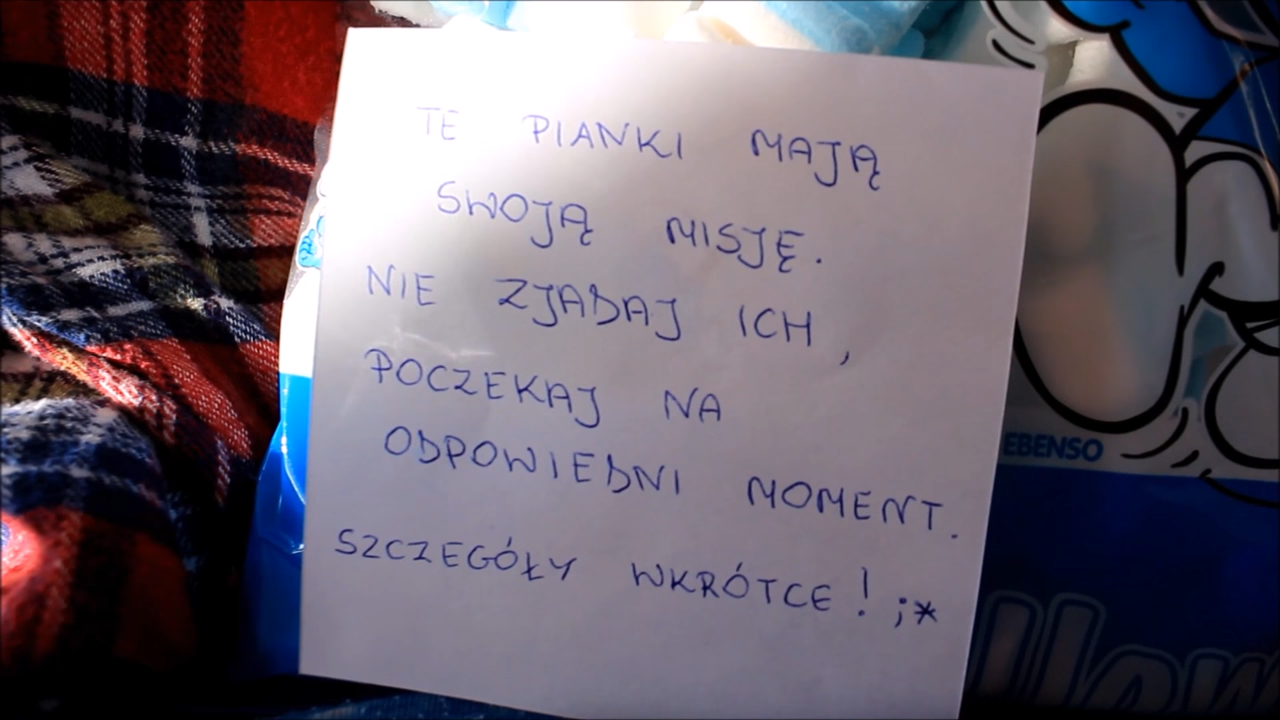 TE PIANKI MAJĄ
SWOJĄ MISJĘ.
NIE ZJADAJ ICH,
POCZEKAJ NA
ODPOWIEDNI MOMENT.
SZCZEGÓŁY WKRÓTCE! ;*
EBENSO